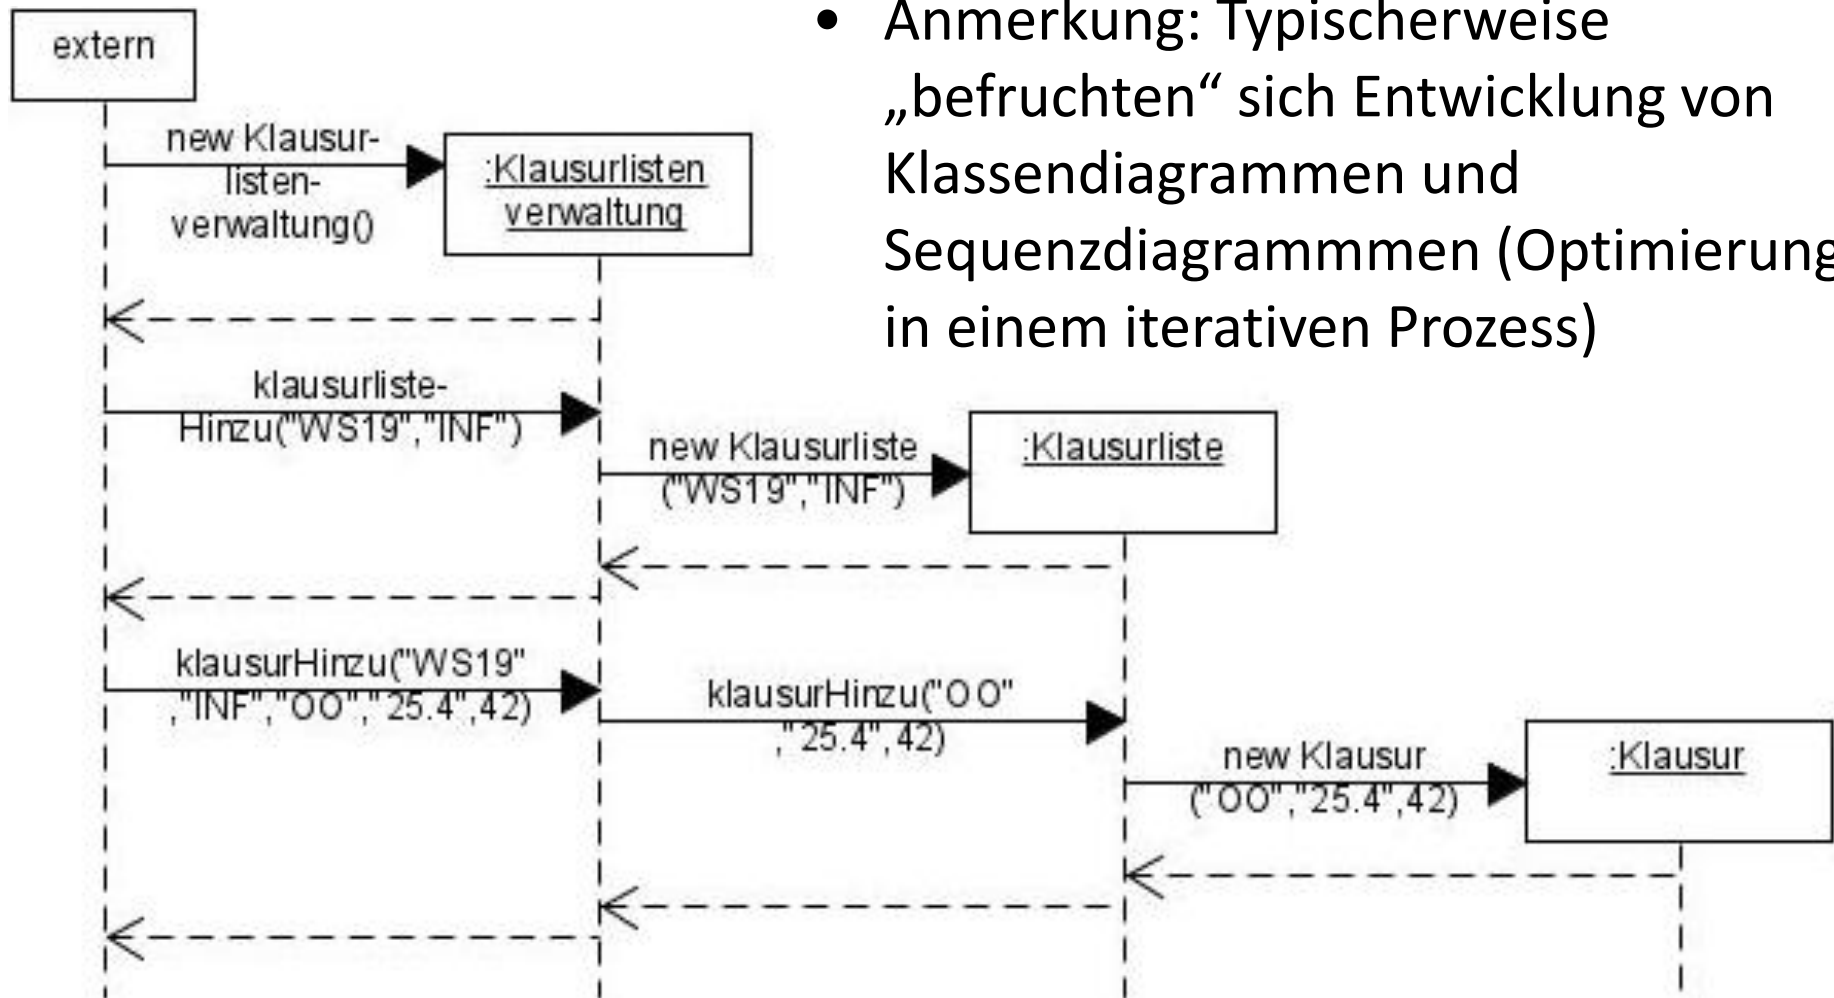 extern
• Anmerkung: Typischerweise
„befruchten“ sich Entwicklung von
Klassendiagrammen und
Sequenzdiagrammmen (Optimierung
in einem iterativen Prozess)
new Klausur-
listen-
verwaltung()
:Klausurlisten
verwaltung
klausurliste-
Hinzu("WS19","INF")
new Klausurliste
("WS19","INF")
:Klausurliste
klausurHinzu("WS19"
,"INF","OO","25.4",42)
klausurHinzu("OO"
,"25.4",42)
new Klausur
("OO","25.4",42)
:Klausur